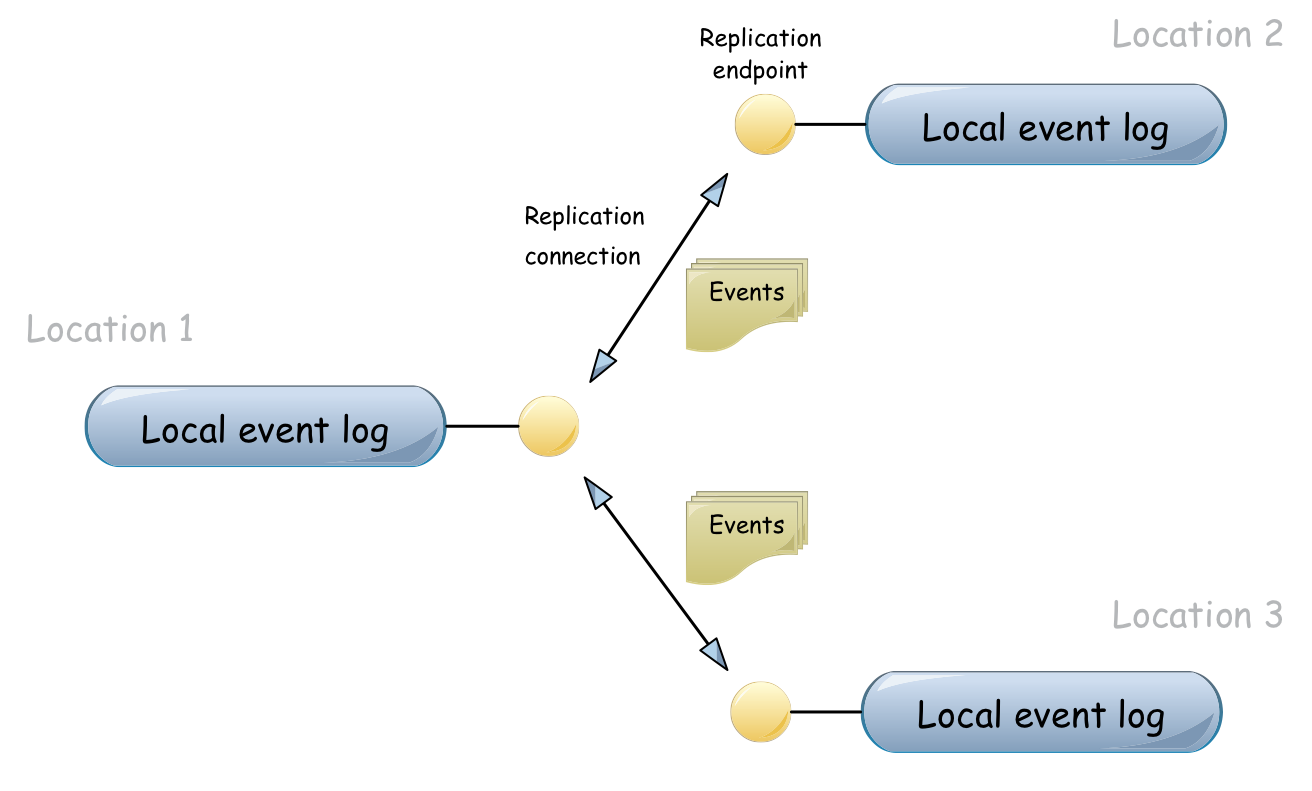 Location 2
Replication
endpoint
Local event log
Replication
connection
Events
Location 1
Local event log
Events
Location 3
Local event log